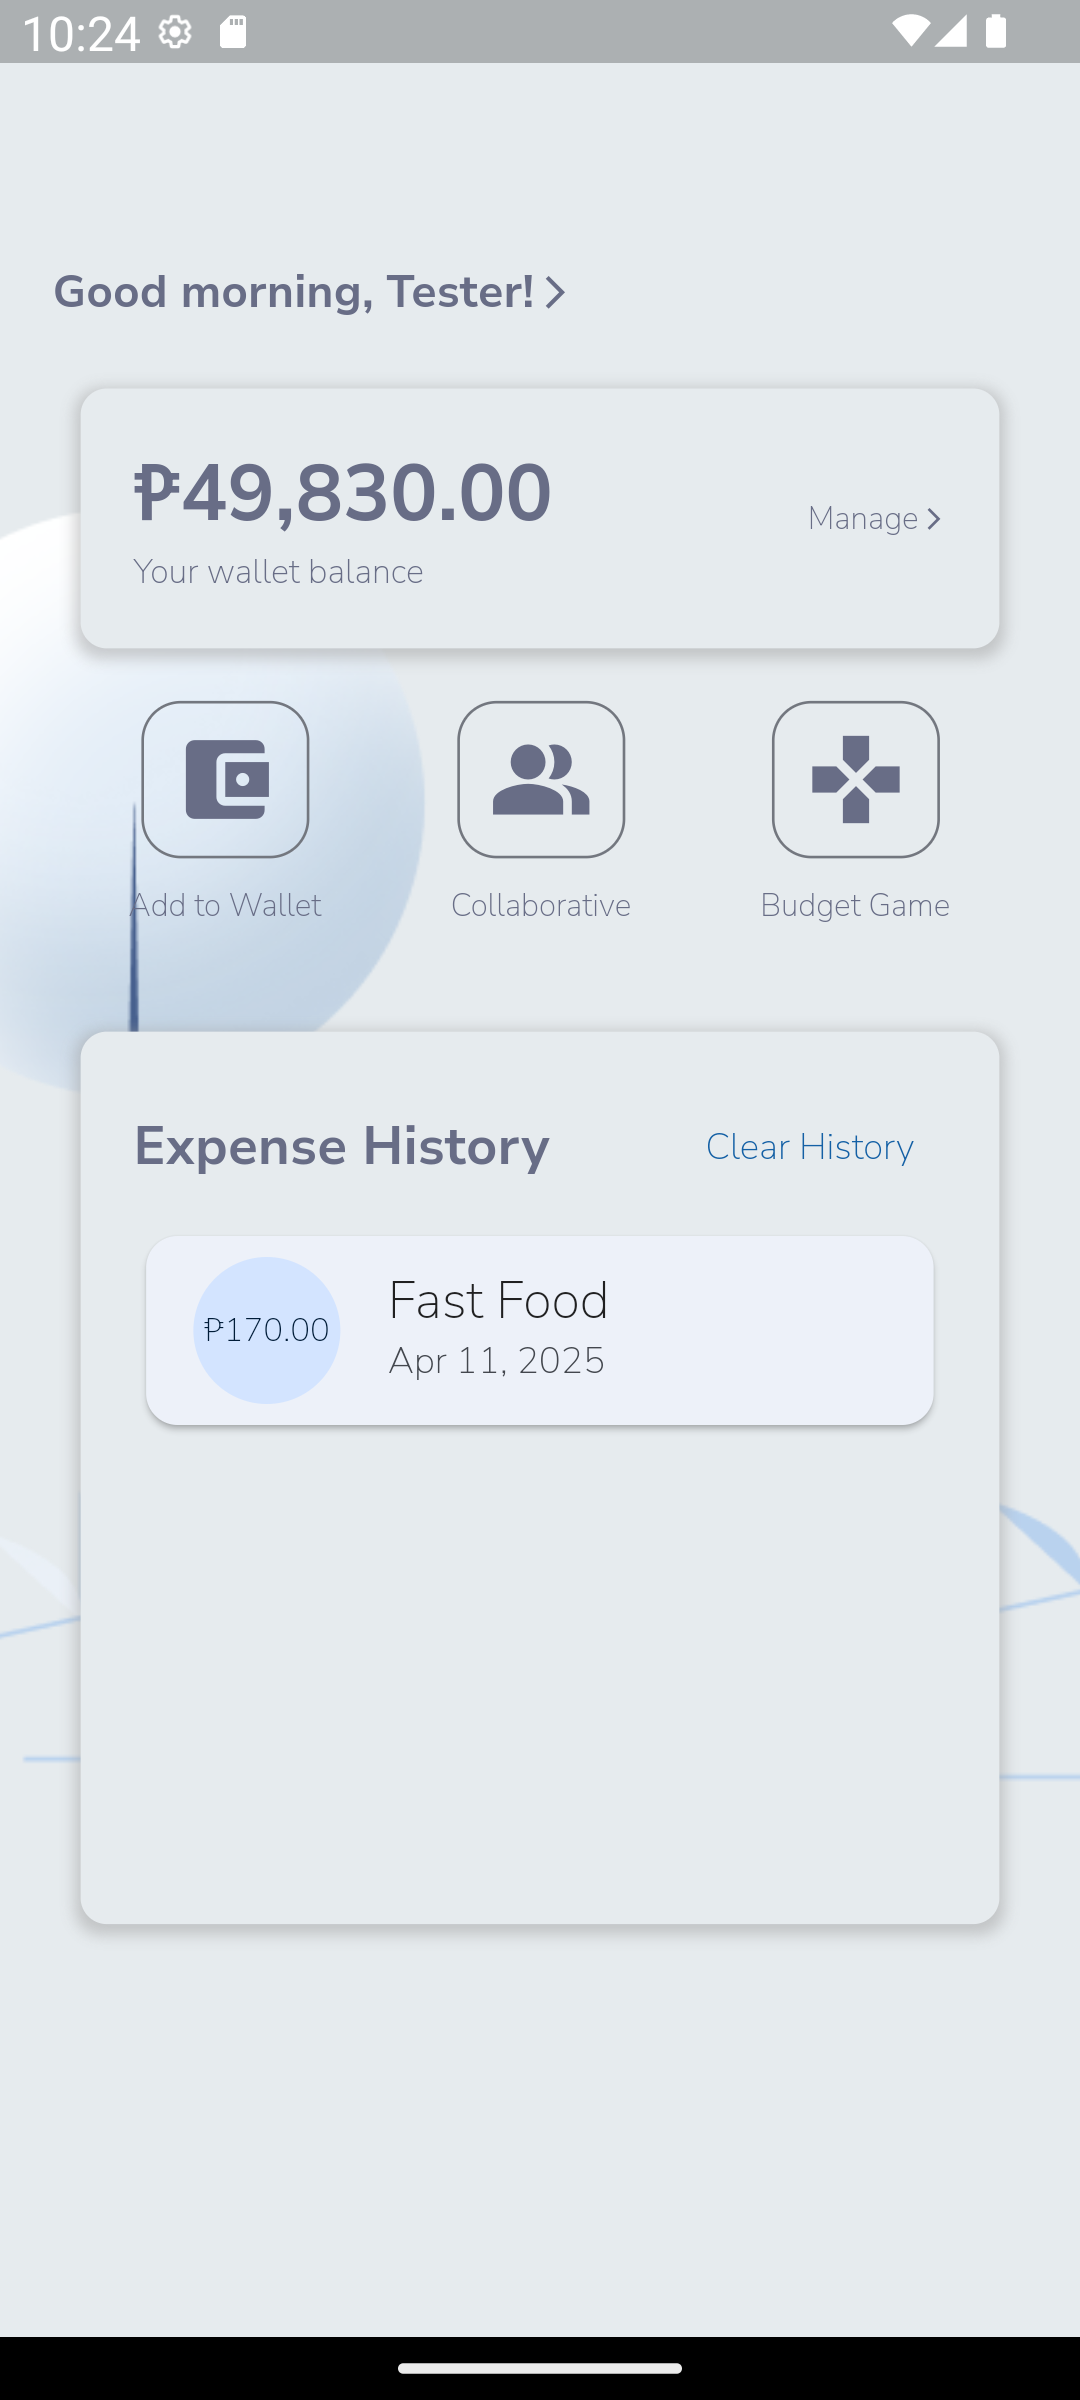 10:24
Good morning, Tester!
₱49,830.00
Manage
Your wallet balance
Add to Wallet
Collaborative
Budget Game
Expense History
Clear History
₱170.00
Fast Food
Apr 11, 2025